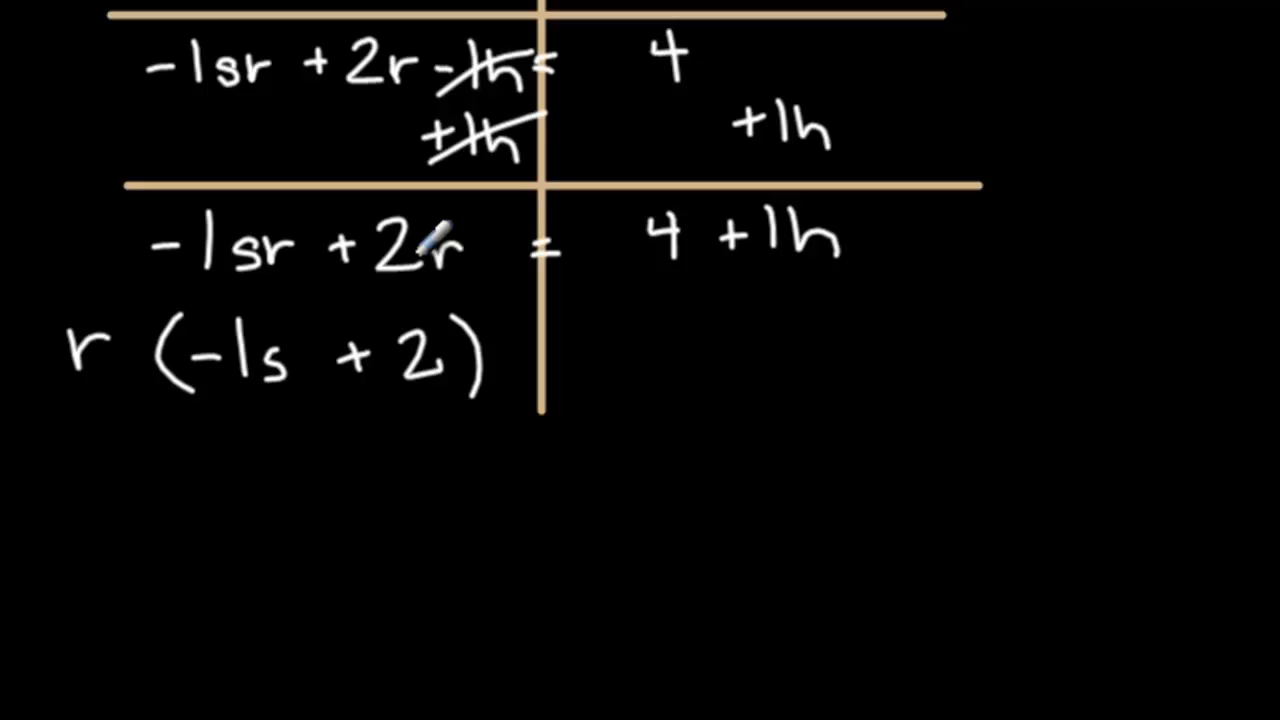 -1sr + 2r -1h = 4
+1h +1h
-1sr + 2r = 4 + 1h
r (-1s + 2)